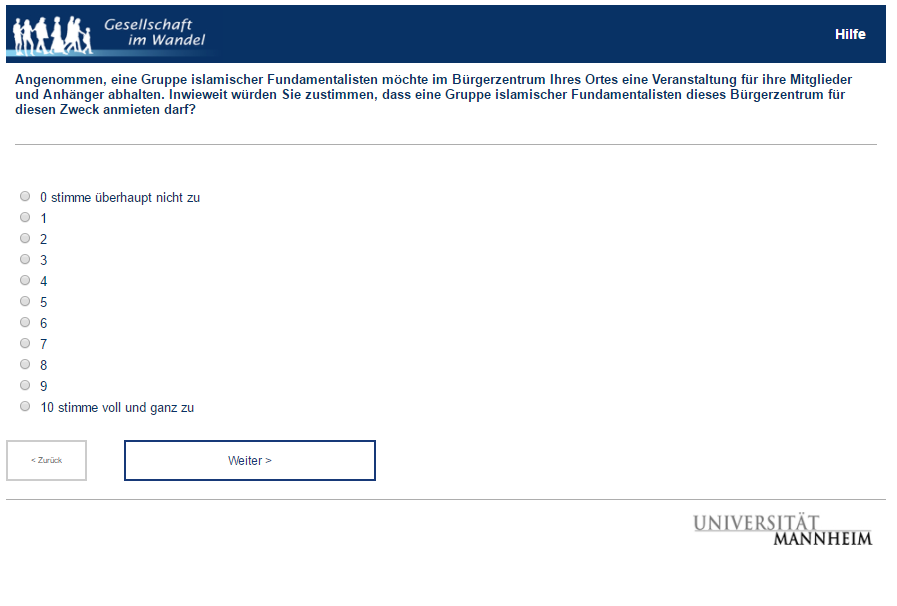 Gesellschaft
im Wandel
Hilfe
Angenommen, eine Gruppe islamischer Fundamentalisten möchte im Bürgerzentrum Ihres Ortes eine Veranstaltung für ihre Mitglieder
und Anhänger abhalten. Inwieweit würden Sie zustimmen, dass eine Gruppe islamischer Fundamentalisten dieses Bürgerzentrum für
diesen Zweck anmieten darf?
0 stimme überhaupt nicht zu
1
2
3
4
5
6
7
8
9
10 stimme voll und ganz zu
< Zurück
Weiter >
UNIVERSITÄT
MANNHEIM